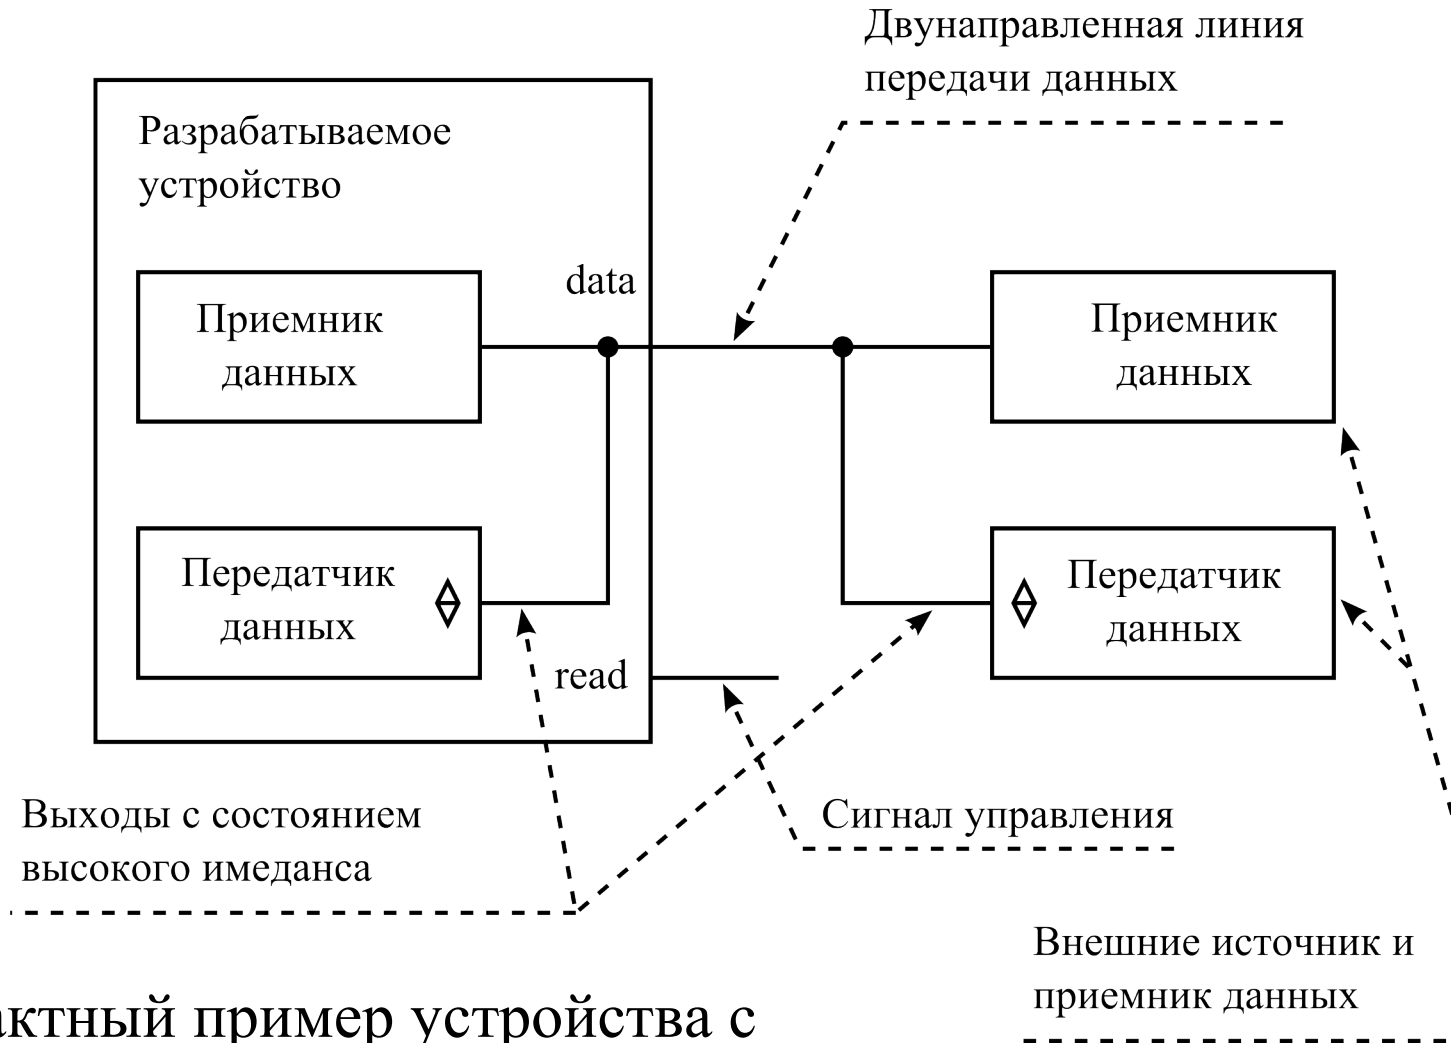 Двунаправленная линия
передачи данных
Разрабатываемое
устройство
data
Приемник
данных
Приемник
данных
Передатчик
данных
Передатчик
данных
read
Выходы с состоянием
высокого имеданса
Сигнал управления
Внешние источник и
приемник данных
пример устройства с